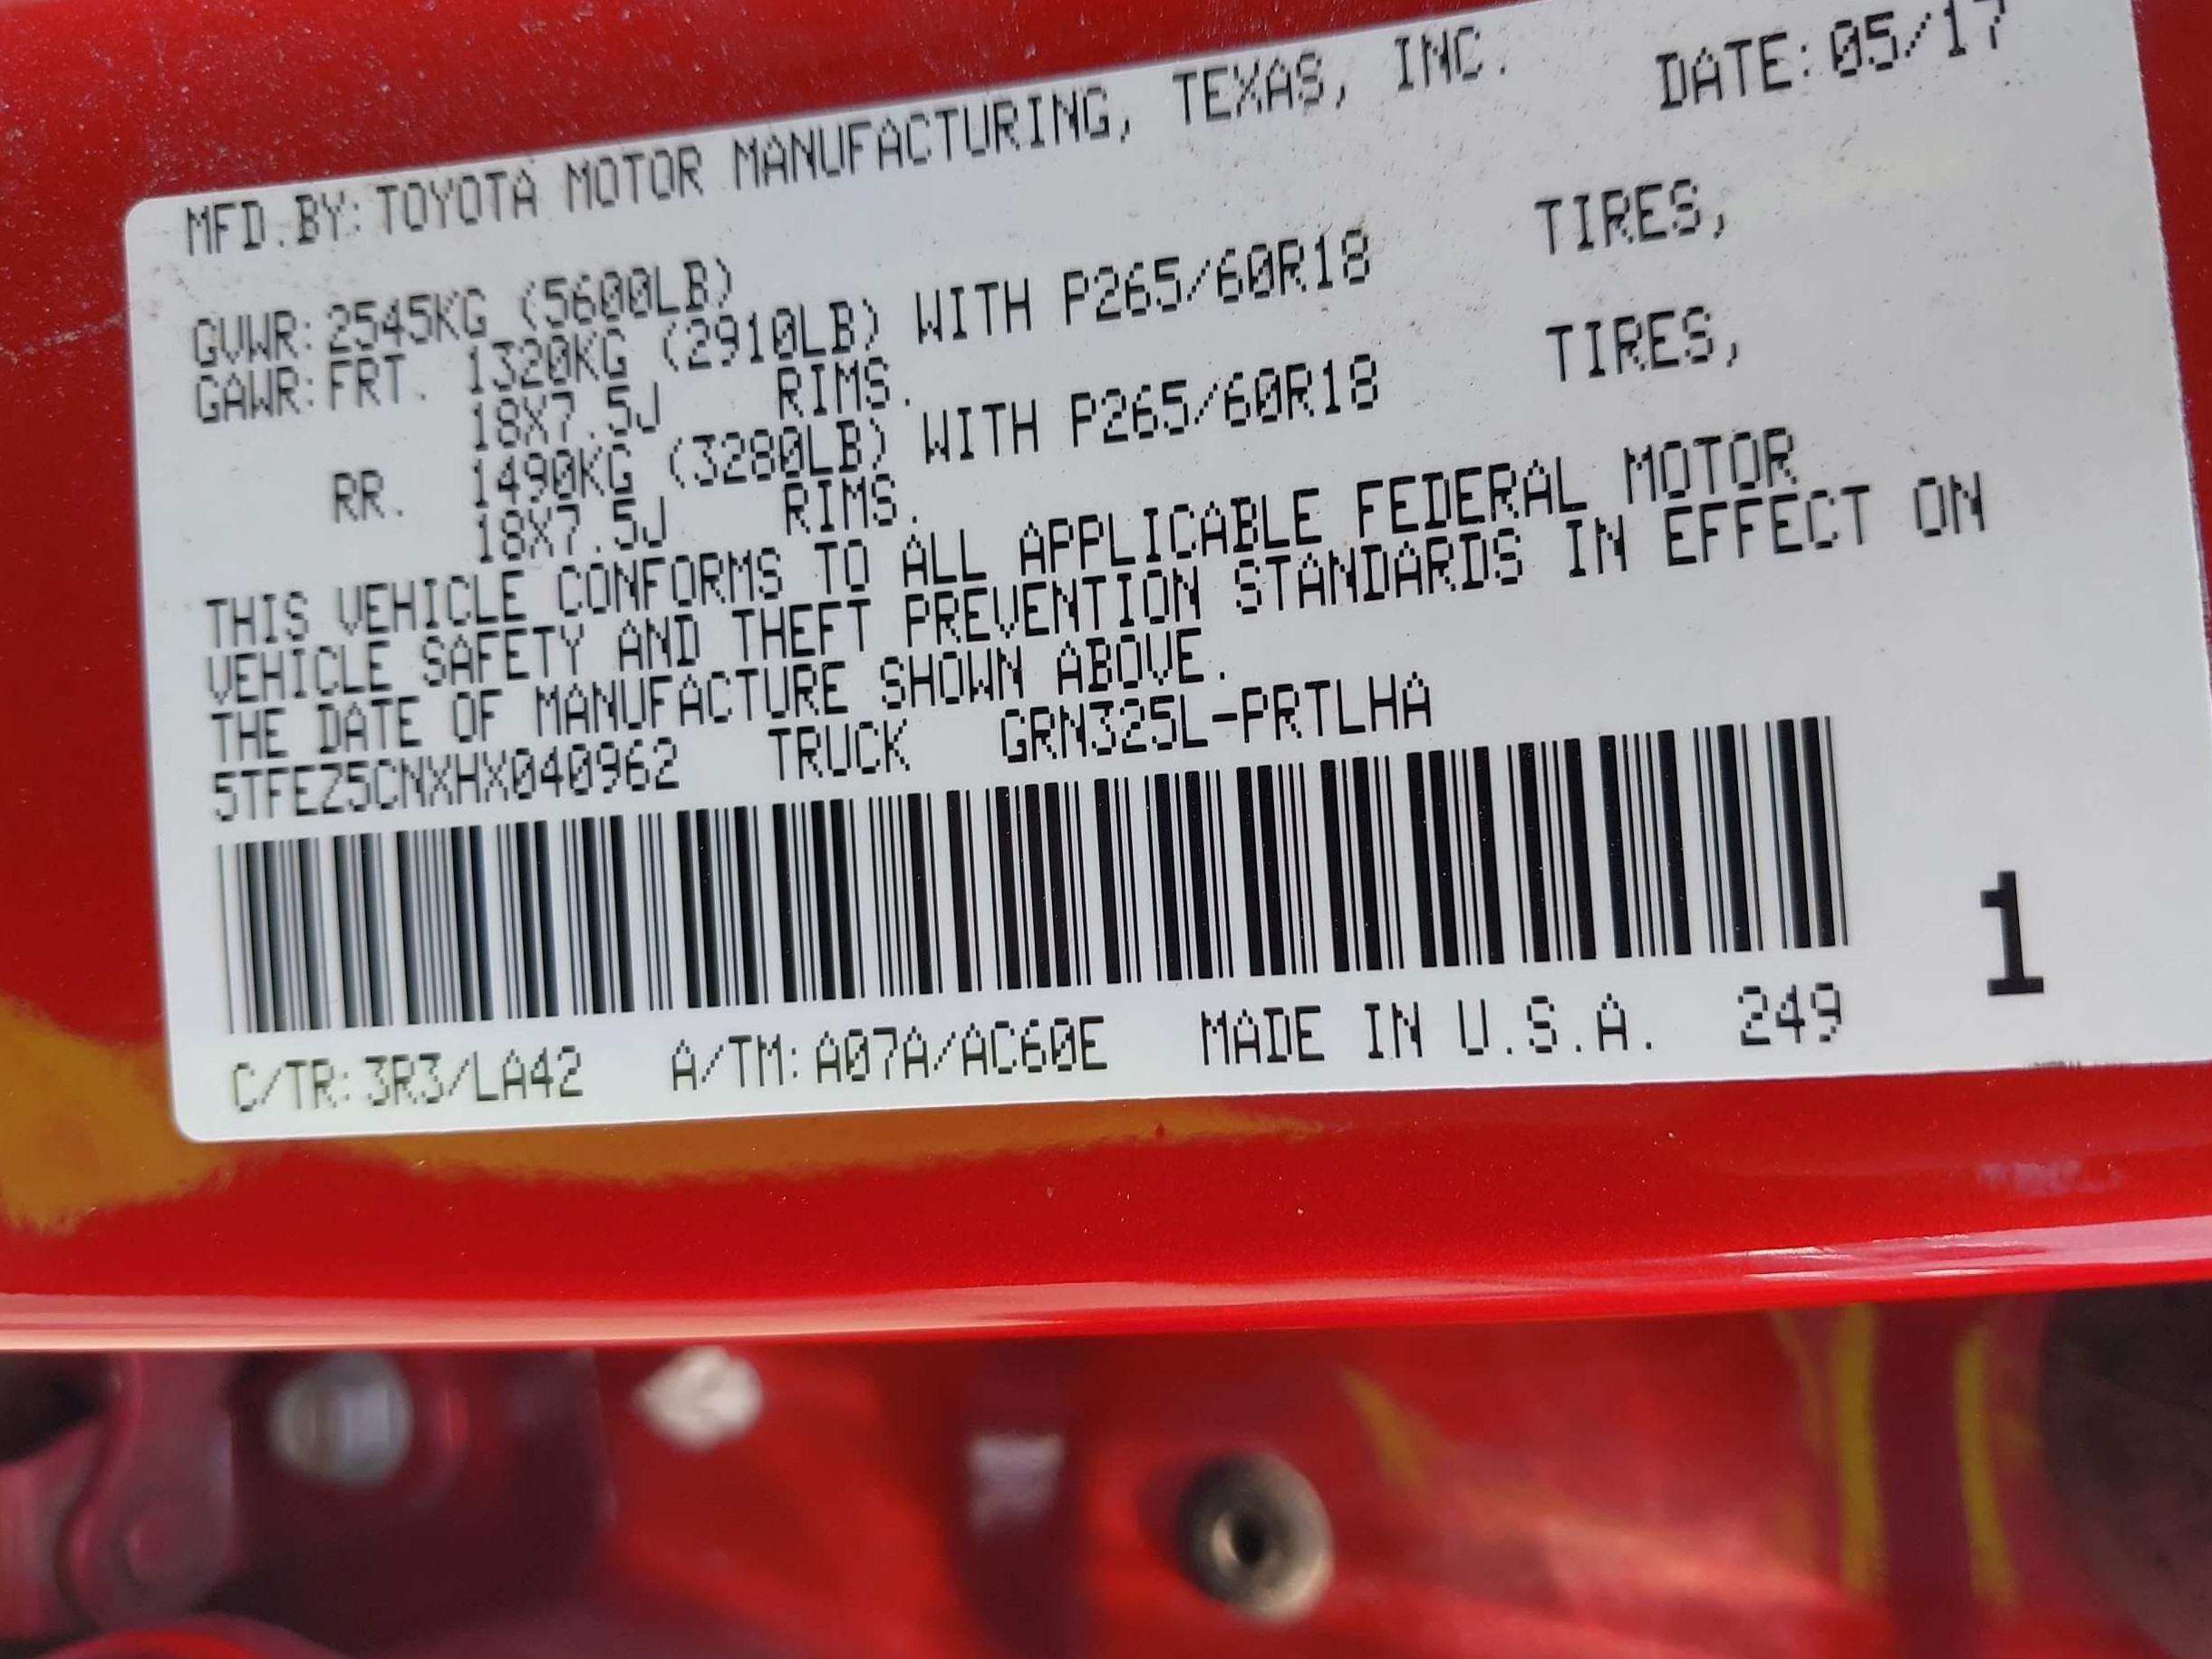 MFD.BY:TOYOTA MOTOR MANUFACTURING, TEXAS, INC. DATE:05/17
GVWR:2545KG (5600LB)
GAWR:FRT. 1320KG (2910LB) WITH P265/60R18 TIRES,
18X7.5J RIMS.
RR. 1490KG (3280LB) WITH P265/60R18 TIRES,
18X7.5J RIMS.
THIS VEHICLE CONFORMS TO ALL APPLICABLE FEDERAL MOTOR
VEHICLE SAFETY AND THEFT PREVENTION STANDARDS IN EFFECT ON
THE DATE OF MANUFACTURE SHOWN ABOVE.
5TFEZ5CNXHX040962 TRUCK GRN325L-PRTLHA
1
C/TR:3R3/LA42 A/TM:A07A/AC60E MADE IN U.S.A. 249